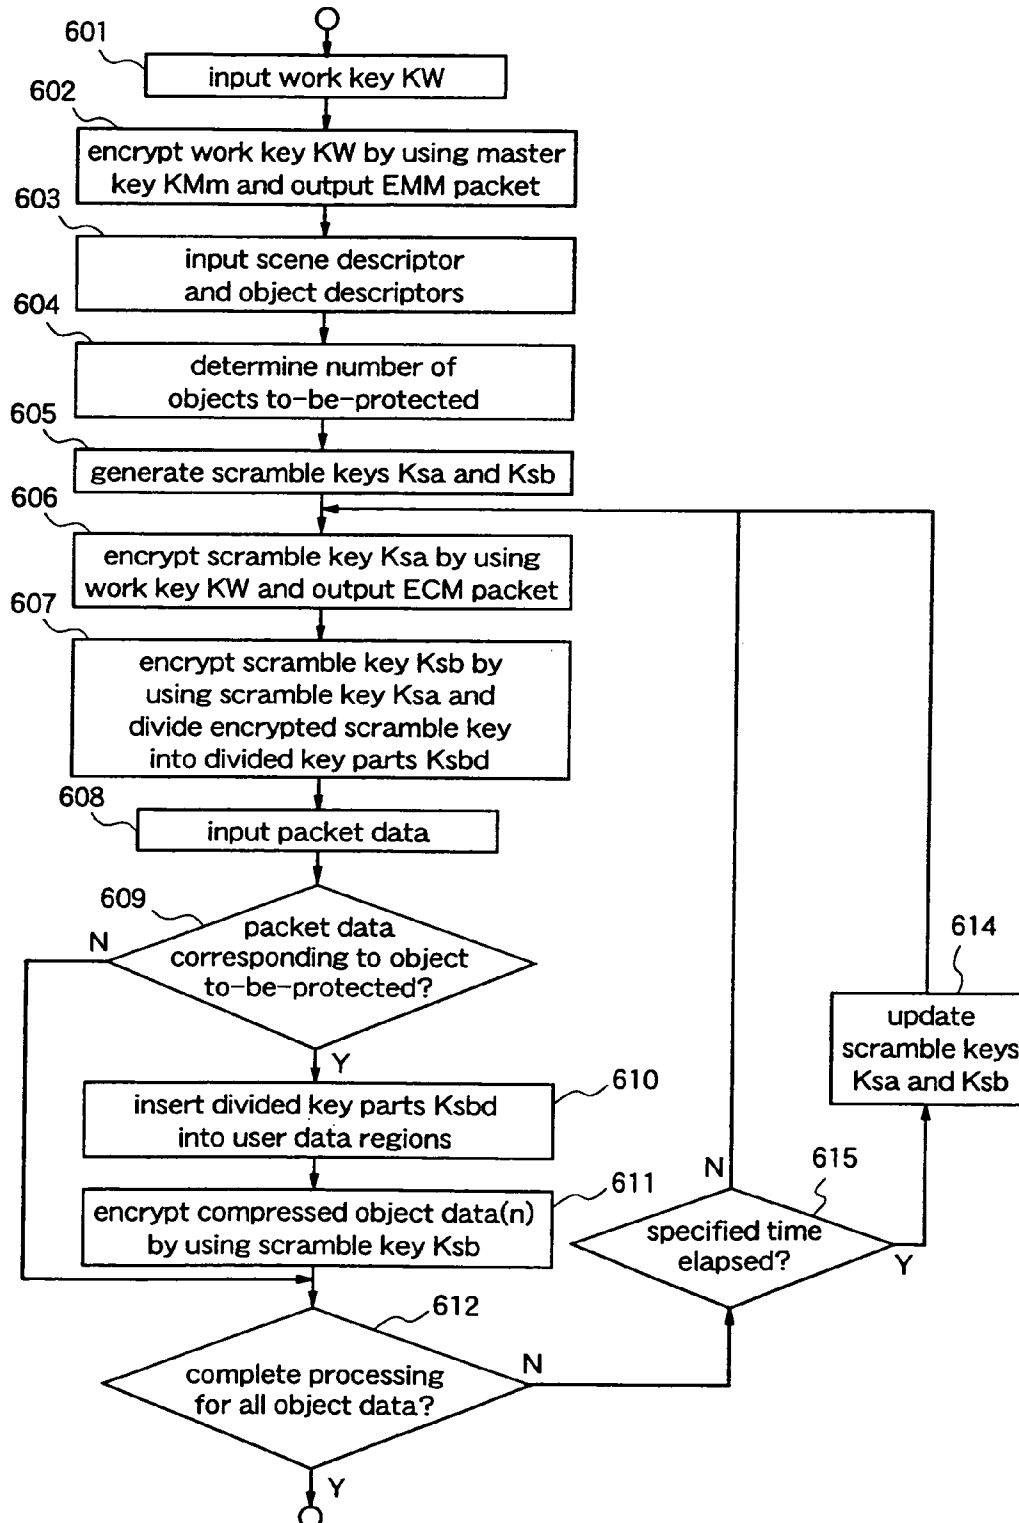 601
input work key KW
602
encrypt work key KW by using master
key KMm and output EMM packet
603
input scene descriptor
and object descriptors
604
determine number of
objects to-be-protected
605
generate scramble keys Ksa and Ksb
606
encrypt scramble key Ksa by using
work key KW and output ECM packet
607
encrypt scramble key Ksb by
using scramble key Ksa and
divide encrypted scramble key
into divided key parts Ksbd
608
input packet data
609
N
packet data
corresponding to object
to-be-protected?
Y
610
insert divided key parts Ksbd
into user data regions
611
encrypt compressed object data(n)
by using scramble key Ksb
612
complete processing
for all object data?
N
Y
615
N
specified time
elapsed?
Y
614
update
scramble keys
Ksa and Ksb